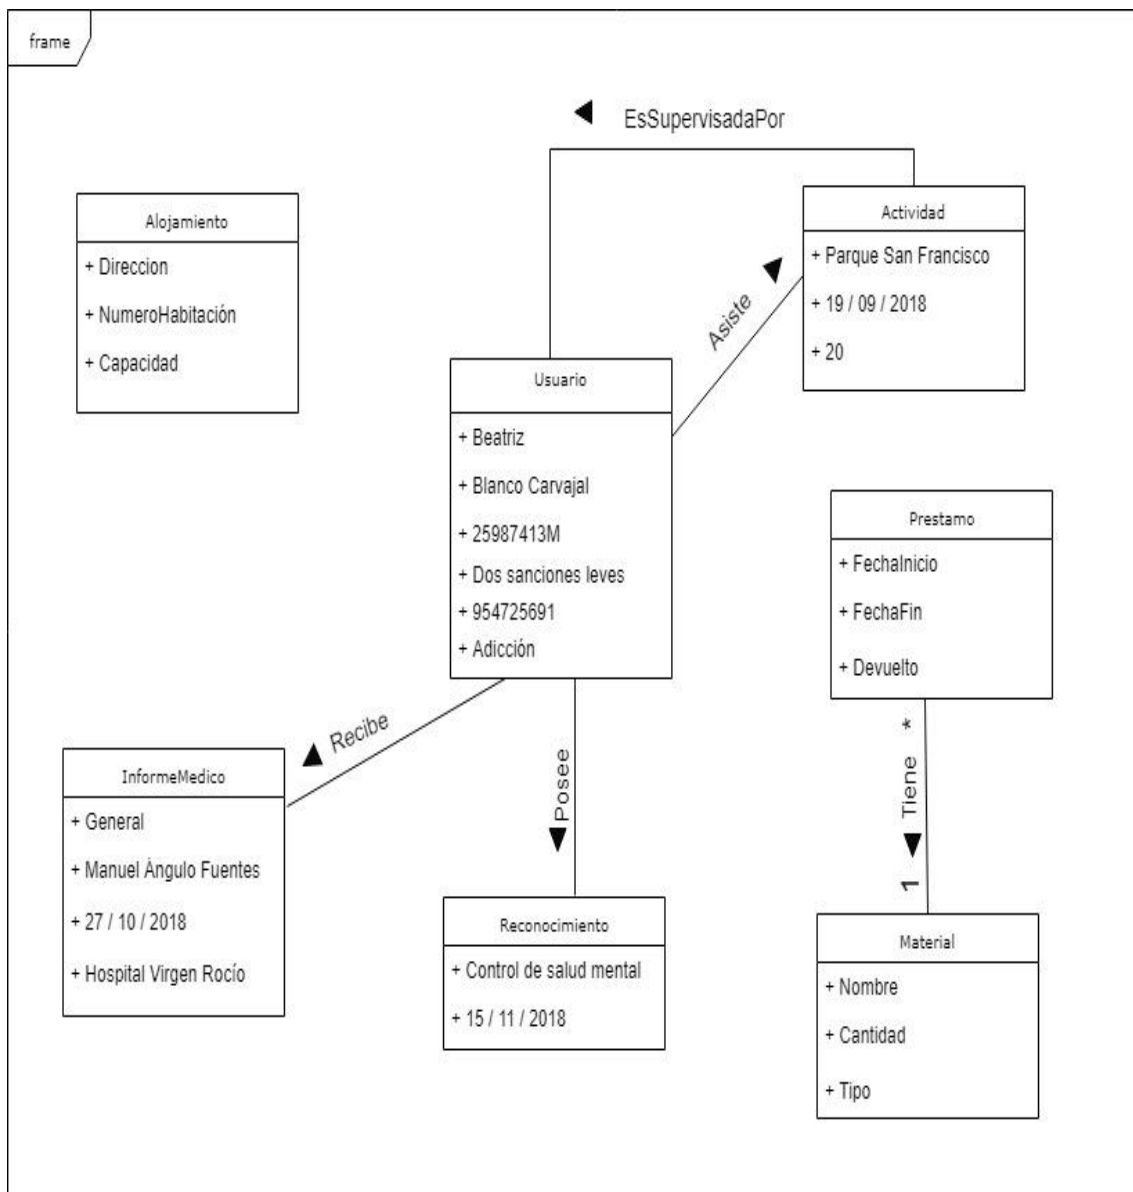 frame
EsSupervisadaPor
Alojamiento
+ Direccion
+ NumeroHabitación
+ Capacidad
Actividad
+ Parque San Francisco
+ 19 / 09 / 2018
+ 20
Asiste
Usuario
+ Beatriz
+ Blanco Carvajal
+ 25987413M
+ Dos sanciones leves
+ 954725691
+ Adicción
Prestamo
+ FechaInicio
+ FechaFin
+ Devuelto
Recibe
Posee
*
Tiene
1
InformeMedico
+ General
+ Manuel Ángulo Fuentes
+ 27 / 10 / 2018
+ Hospital Virgen Rocío
Reconocimiento
+ Control de salud mental
+ 15 / 11 / 2018
Material
+ Nombre
+ Cantidad
+ Tipo